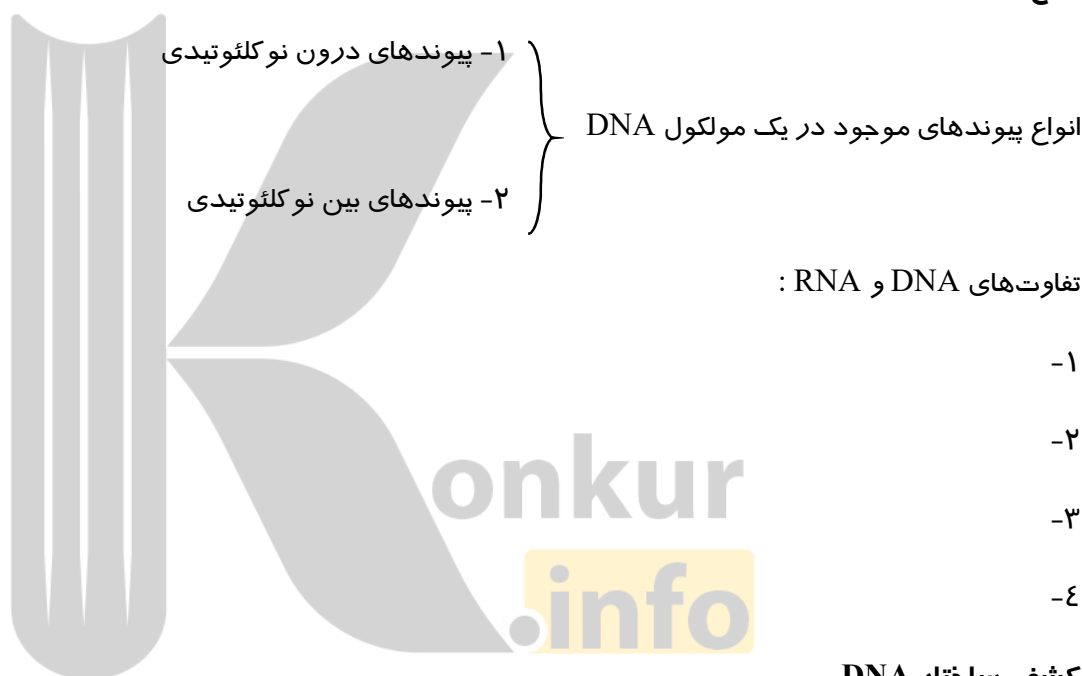 ۱- پیوندهای درون نوکلئوتیدی
انواع پیوندهای موجود در یک مولکول DNA
۲- پیوندهای بین نوکلئوتیدی
تفاوت‌های DNA و RNA :
۱-
۲-
۳-
٤-
onkur
.info
DNA